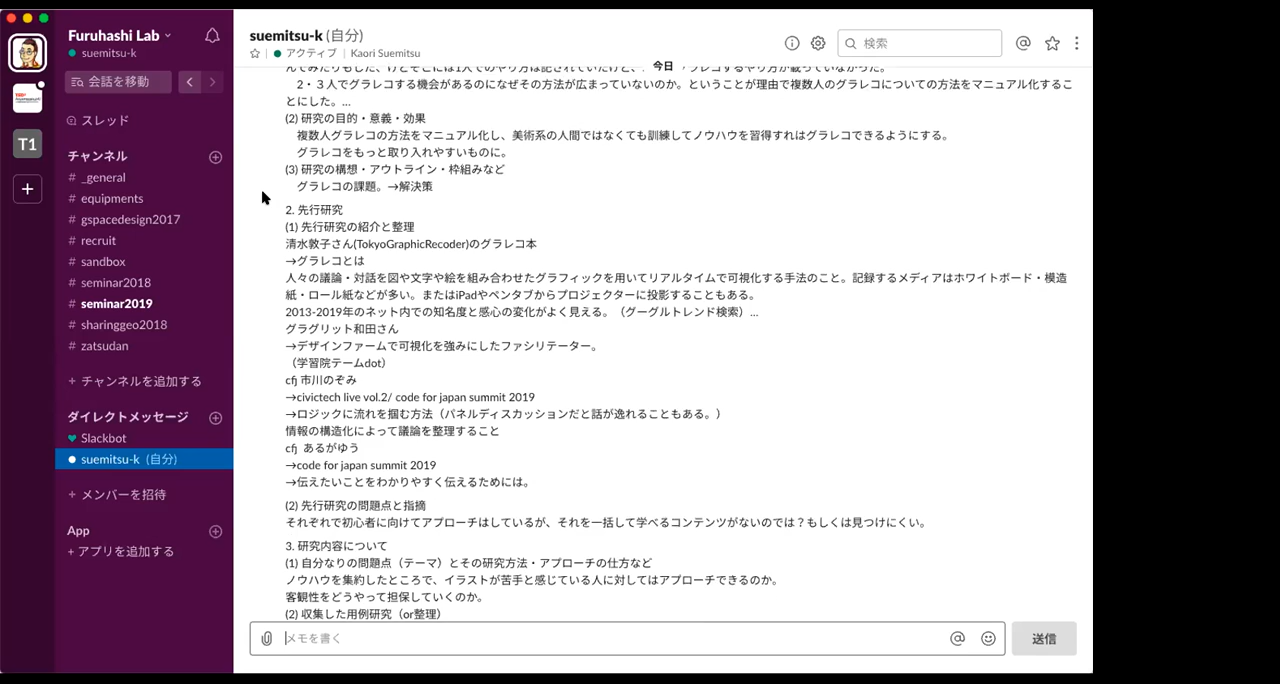 Furuhashi Lab
suemitsu-k
会話を移動
スレッド
チャンネル
# _general
# equipments
# gspacedesign2017
# recruit
# sandbox
# seminar2018
# seminar2019
# sharinggeo2018
# zatsudan
+ チャンネルを追加する
ダイレクトメッセージ
Slackbot
suemitsu-k (自分)
+ メンバーを招待
App
+ アプリを追加する
T1
suemitsu-k (自分)
アクティブ | Kaori Suemitsu
検索
今日
2・3人でグラレコする機会があるのになぜその方法が広まっていないのか。ということが理由で複数人のグラレコについての方法をマニュアル化するこ
とにした。...
(2) 研究の目的・意義・効果
複数人グラレコの方法をマニュアル化し、美術系の人間ではなくても訓練してノウハウを習得すればグラレコできるようにする。
グラレコをもっと取り入れやすいものに。
(3) 研究の構想・アウトライン・枠組みなど
グラレコの課題。→解決策
2. 先行研究
(1) 先行研究の紹介と整理
清水敦子さん(TokyoGraphicRecoder)のグラレコ本
→グラレコとは
人々の議論・対話を図や文字や絵を組み合わせたグラフィックを用いてリアルタイムで可視化する手法のこと。記録するメディアはホワイトボード・模造
紙・ロール紙などが多い。またはiPadやペンタブからプロジェクターに投影することもある。
2013-2019年のネット内での知名度と感心の変化がよく見える。（グーグルトレンド検索）...
グラグリット和田さん
→デザインファームで可視化を強みにしたファシリテーター。
（学習院テームdot）
cfj 市川のぞみ
→civictech live vol.2/ code for japan summit 2019
→ロジックに流れを掴む方法（パネルディスカッションだと話が逸れることもある。）
情報の構造化によって議論を整理すること
cfj あるがゆう
→code for japan summit 2019
→伝えたいことをわかりやすく伝えるためには。
(2) 先行研究の問題点と指摘
それぞれで初心者に向けてアプローチはしているが、それを一括して学べるコンテンツがないのでは？もしくは見つけにくい。
3. 研究内容について
(1) 自分なりの問題点（テーマ）とその研究方法・アプローチの仕方など
ノウハウを集約したところで、イラストが苦手と感じている人に対してはアプローチできるのか。
客観性をどうやって担保していくのか。
(2) 収集した用例研究（or整理）
メモを書く
送信